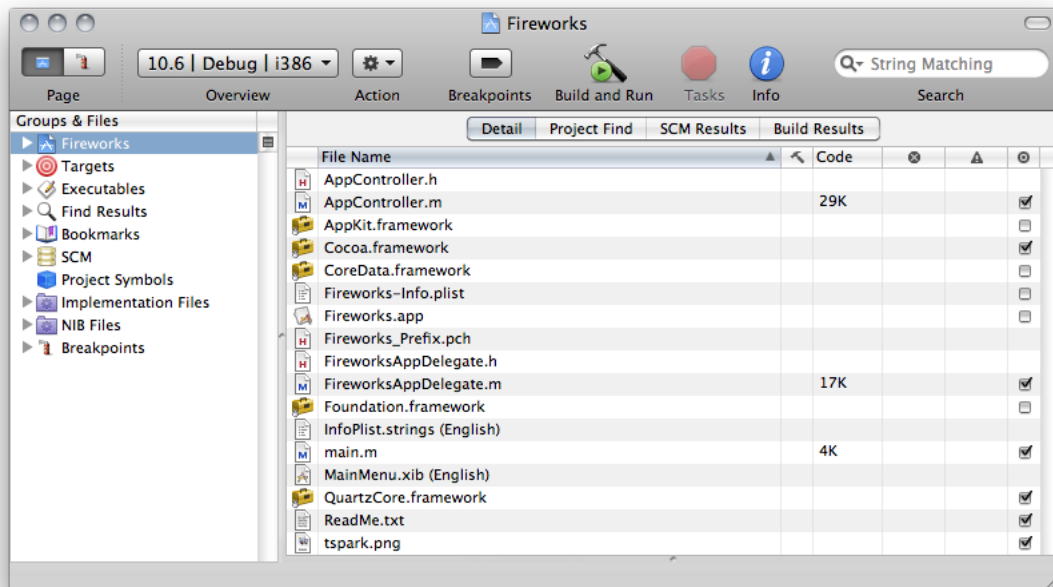 Fireworks
10.6 | Debug | i386
String Matching
Page Overview Action Breakpoints Build and Run Tasks Info Search
Groups & Files
Fireworks
Targets
Executables
Find Results
Bookmarks
SCM
Project Symbols
Implementation Files
NIB Files
Breakpoints
Detail Project Find SCM Results Build Results
File Name Code
AppController.h
AppController.m 29K
AppKit.framework
Cocoa.framework
CoreData.framework
Fireworks-Info.plist
Fireworks.app
Fireworks_Prefix.pch
FireworksAppDelegate.h
FireworksAppDelegate.m 17K
Foundation.framework
InfoPlist.strings (English)
main.m 4K
MainMenu.xib (English)
QuartzCore.framework
ReadMe.txt
tspark.png